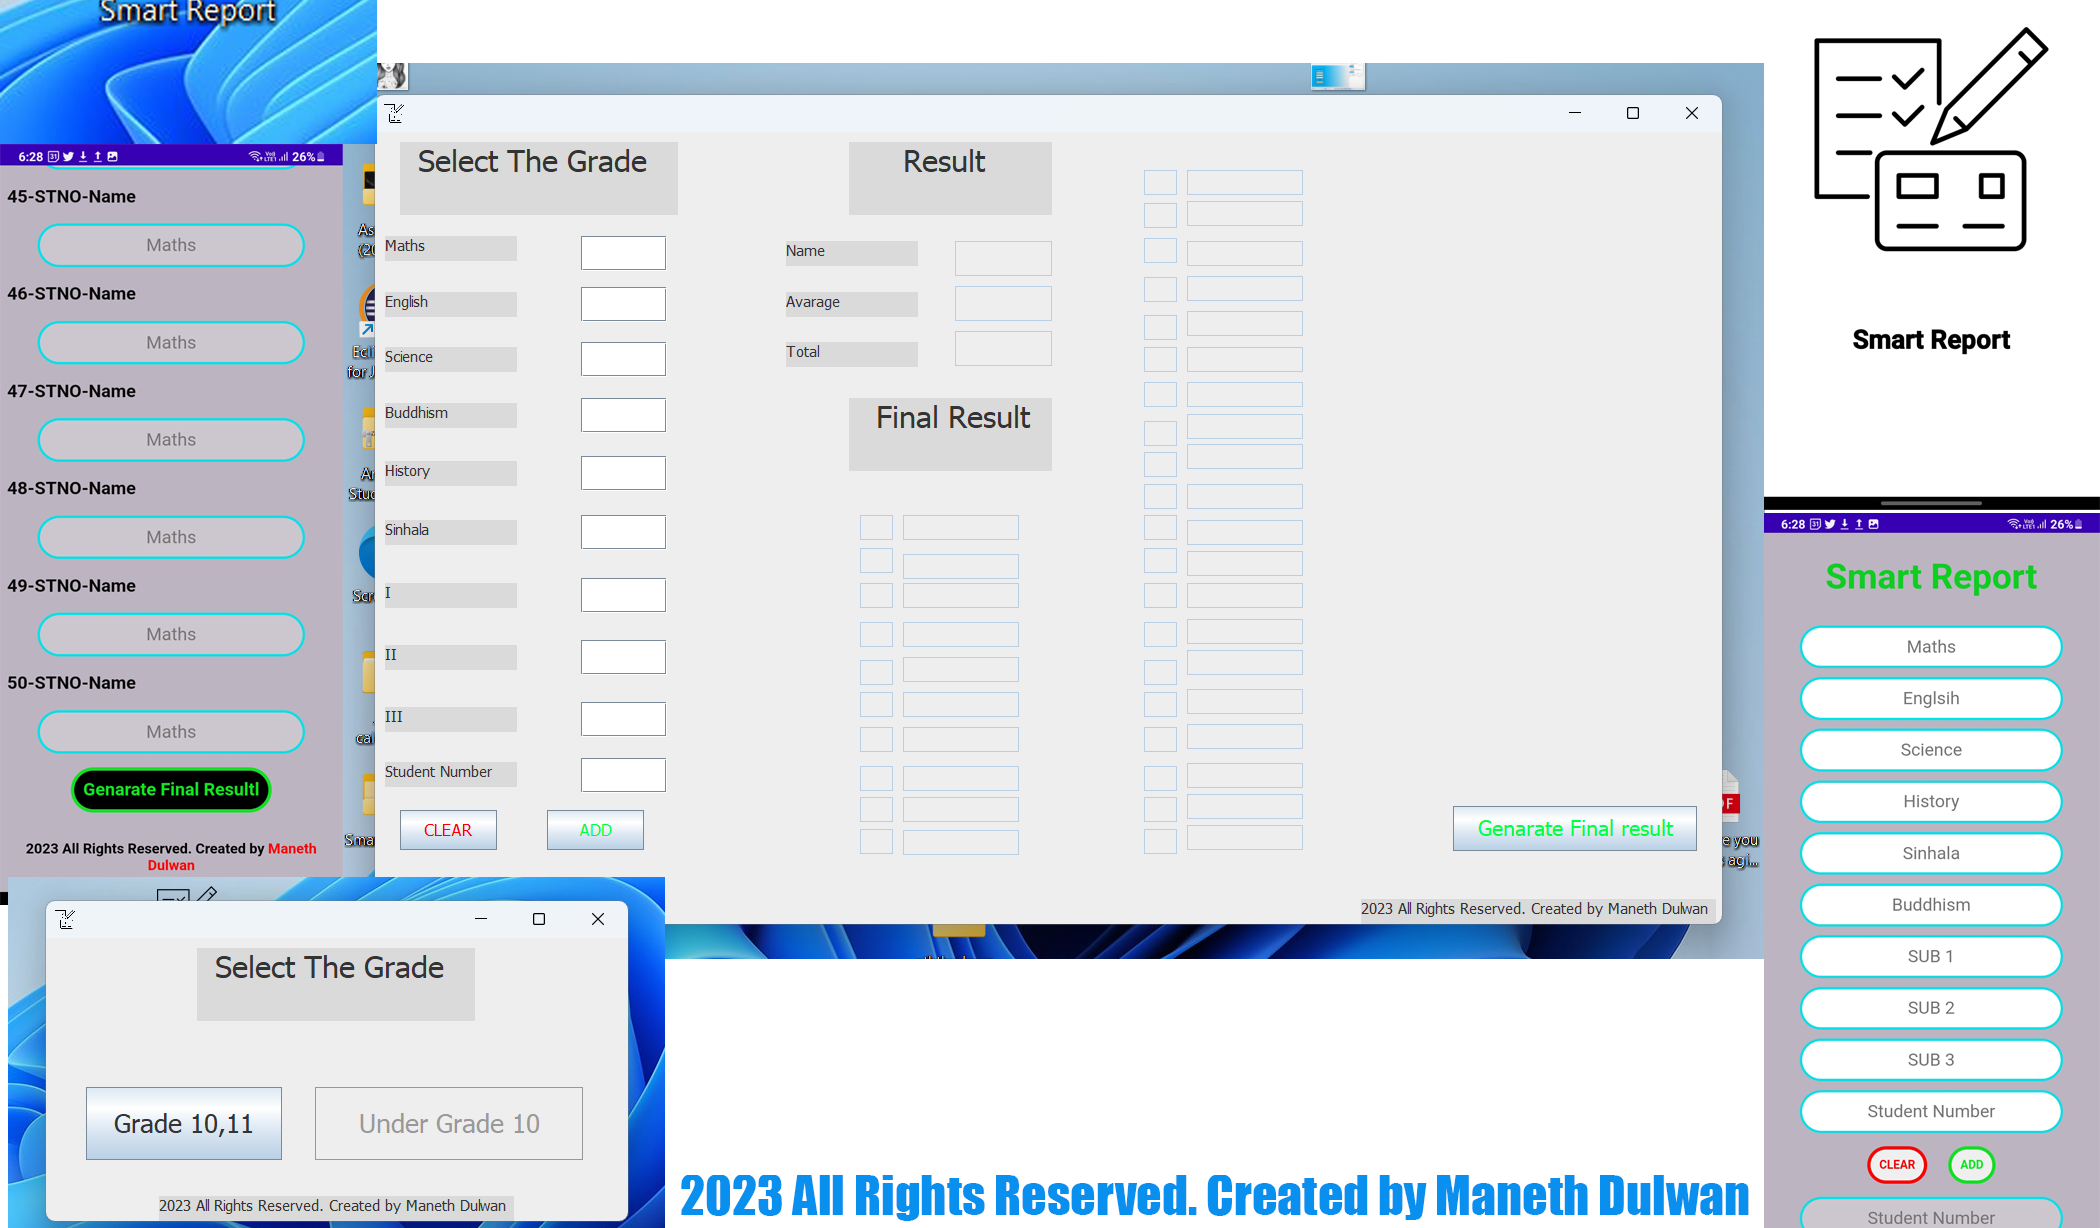 Smart Report
6:28
26%
45-STNO-Name
Maths
46-STNO-Name
Maths
47-STNO-Name
Maths
48-STNO-Name
Maths
49-STNO-Name
Maths
50-STNO-Name
Maths
Genarate Final Result!
2023 All Rights Reserved. Created by Maneth
Dulwan
Select The Grade
Maths
English
Science
Buddhism
History
Sinhala
I
II
III
Student Number
CLEAR
ADD
Result
Name
Avarage
Total
Final Result
Genarate Final result
2023 All Rights Reserved. Created by Maneth Dulwan
Smart Report
6:28
26%
Smart Report
Maths
Englsih
Science
History
Sinhala
Buddhism
SUB 1
SUB 2
SUB 3
Student Number
CLEAR
ADD
Student Number
Select The Grade
Grade 10,11
Under Grade 10
2023 All Rights Reserved. Created by Maneth Dulwan
2023 All Rights Reserved. Created by Maneth Dulwan